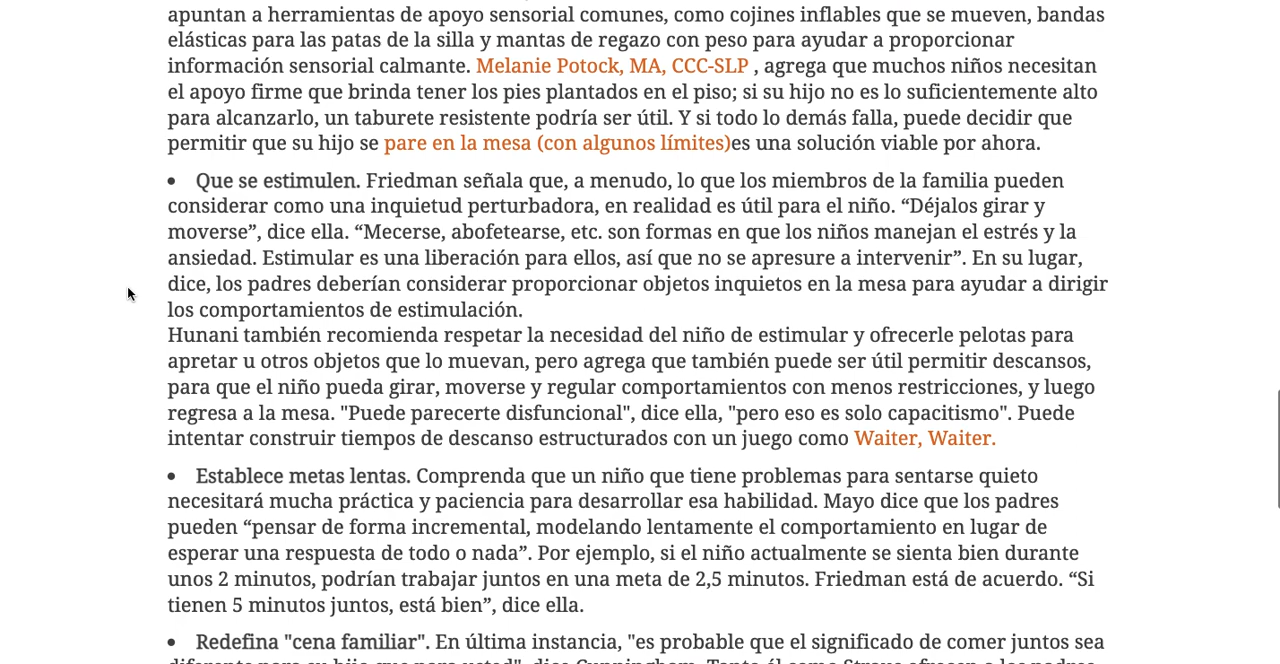 apuntan a herramientas de apoyo sensorial comunes, como cojines inflables que se mueven, bandas
elásticas para las patas de la silla y mantas de regazo con peso para ayudar a proporcionar
información sensorial calmante. Melanie Potock, MA, CCC-SLP , agrega que muchos niños necesitan
el apoyo firme que brinda tener los pies plantados en el piso; si su hijo no es lo suficientemente alto
para alcanzarlo, un taburete resistente podría ser útil. Y si todo lo demás falla, puede decidir que
permitir que su hijo se pare en la mesa (con algunos límites)es una solución viable por ahora.
• Que se estimulen. Friedman señala que, a menudo, lo que los miembros de la familia pueden
considerar como una inquietud perturbadora, en realidad es útil para el niño. “Déjalos girar y
moverse”, dice ella. “Mecerse, abofetearse, etc. son formas en que los niños manejan el estrés y la
ansiedad. Estimular es una liberación para ellos, así que no se apresure a intervenir”. En su lugar,
dice, los padres deberían considerar proporcionar objetos inquietos en la mesa para ayudar a dirigir
los comportamientos de estimulación.
Hunani también recomienda respetar la necesidad del niño de estimular y ofrecerle pelotas para
apretar u otros objetos que lo muevan, pero agrega que también puede ser útil permitir descansos,
para que el niño pueda girar, moverse y regular comportamientos con menos restricciones, y luego
regresa a la mesa. "Puede parecerte disfuncional", dice ella, "pero eso es solo capacitismo". Puede
intentar construir tiempos de descanso estructurados con un juego como Waiter, Waiter.
• Establece metas lentas. Comprenda que un niño que tiene problemas para sentarse quieto
necesitará mucha práctica y paciencia para desarrollar esa habilidad. Mayo dice que los padres
pueden “pensar de forma incremental, modelando lentamente el comportamiento en lugar de
esperar una respuesta de todo o nada”. Por ejemplo, si el niño actualmente se sienta bien durante
unos 2 minutos, podrían trabajar juntos en una meta de 2,5 minutos. Friedman está de acuerdo. “Si
tienen 5 minutos juntos, está bien”, dice ella.
• Redefina "cena familiar". En última instancia, "es probable que el significado de comer juntos sea